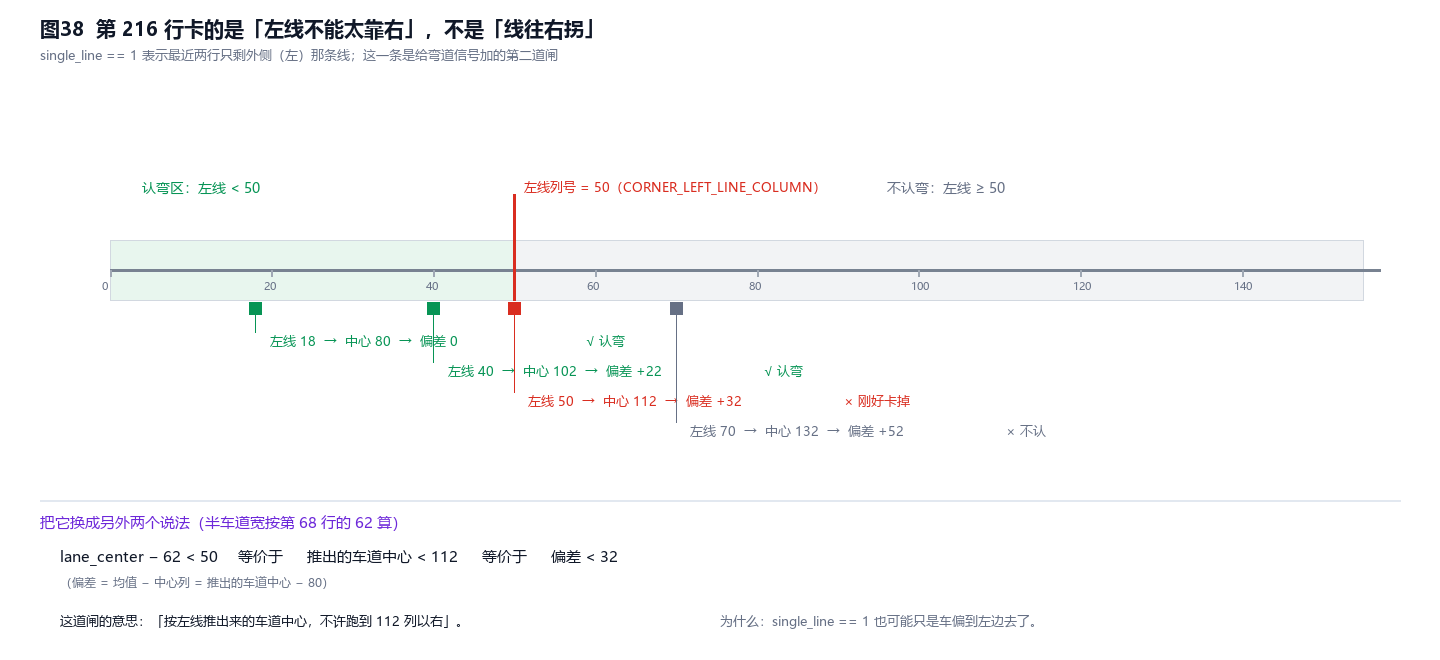 图38 第 216 行卡的是「左线不能太靠右」，不是「线往右拐」
single_line == 1 表示最近两行只剩外侧（左）那条线；这一条是给弯道信号加的第二道闸
认弯区：左线 < 50
左线列号 = 50（CORNER_LEFT_LINE_COLUMN）
不认弯：左线 ≥ 50
0 20 40 60 80 100 120 140
左线 18 → 中心 80 → 偏差 0 √ 认弯
左线 40 → 中心 102 → 偏差 +22 √ 认弯
左线 50 → 中心 112 → 偏差 +32 × 刚好卡掉
左线 70 → 中心 132 → 偏差 +52 × 不认
把它换成另外两个说法（半车道宽按第 68 行的 62 算）
lane_center − 62 < 50 等价于 推出的车道中心 < 112 等价于 偏差 < 32
（偏差 = 均值 − 中心列 = 推出的车道中心 − 80）
这道闸的意思：「按左线推出来的车道中心，不许跑到 112 列以右」。
为什么：single_line == 1 也可能只是车偏到左边去了。